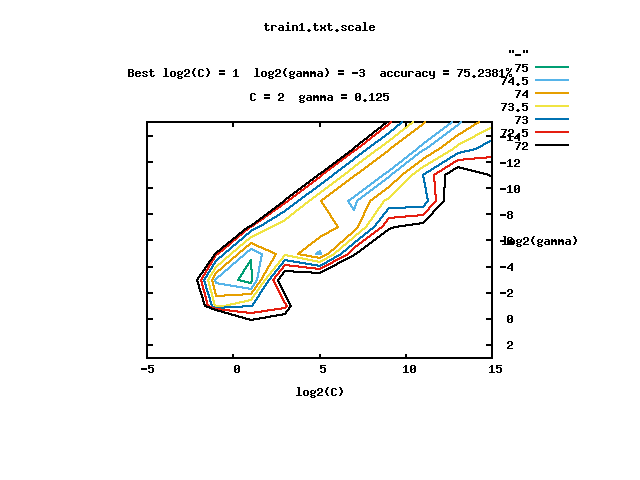 train1.txt.scale
"-"
Best log2(C) = 1  log2(gamma) = -3  accuracy = 75.2381%
75
74.5
C = 2  gamma = 0.125
74
73.5
73
72.5
72
-14
-12
-10
-8
-6
log2(gamma)
-4
-2
0
2
-5 0 5 10 15
log2(C)